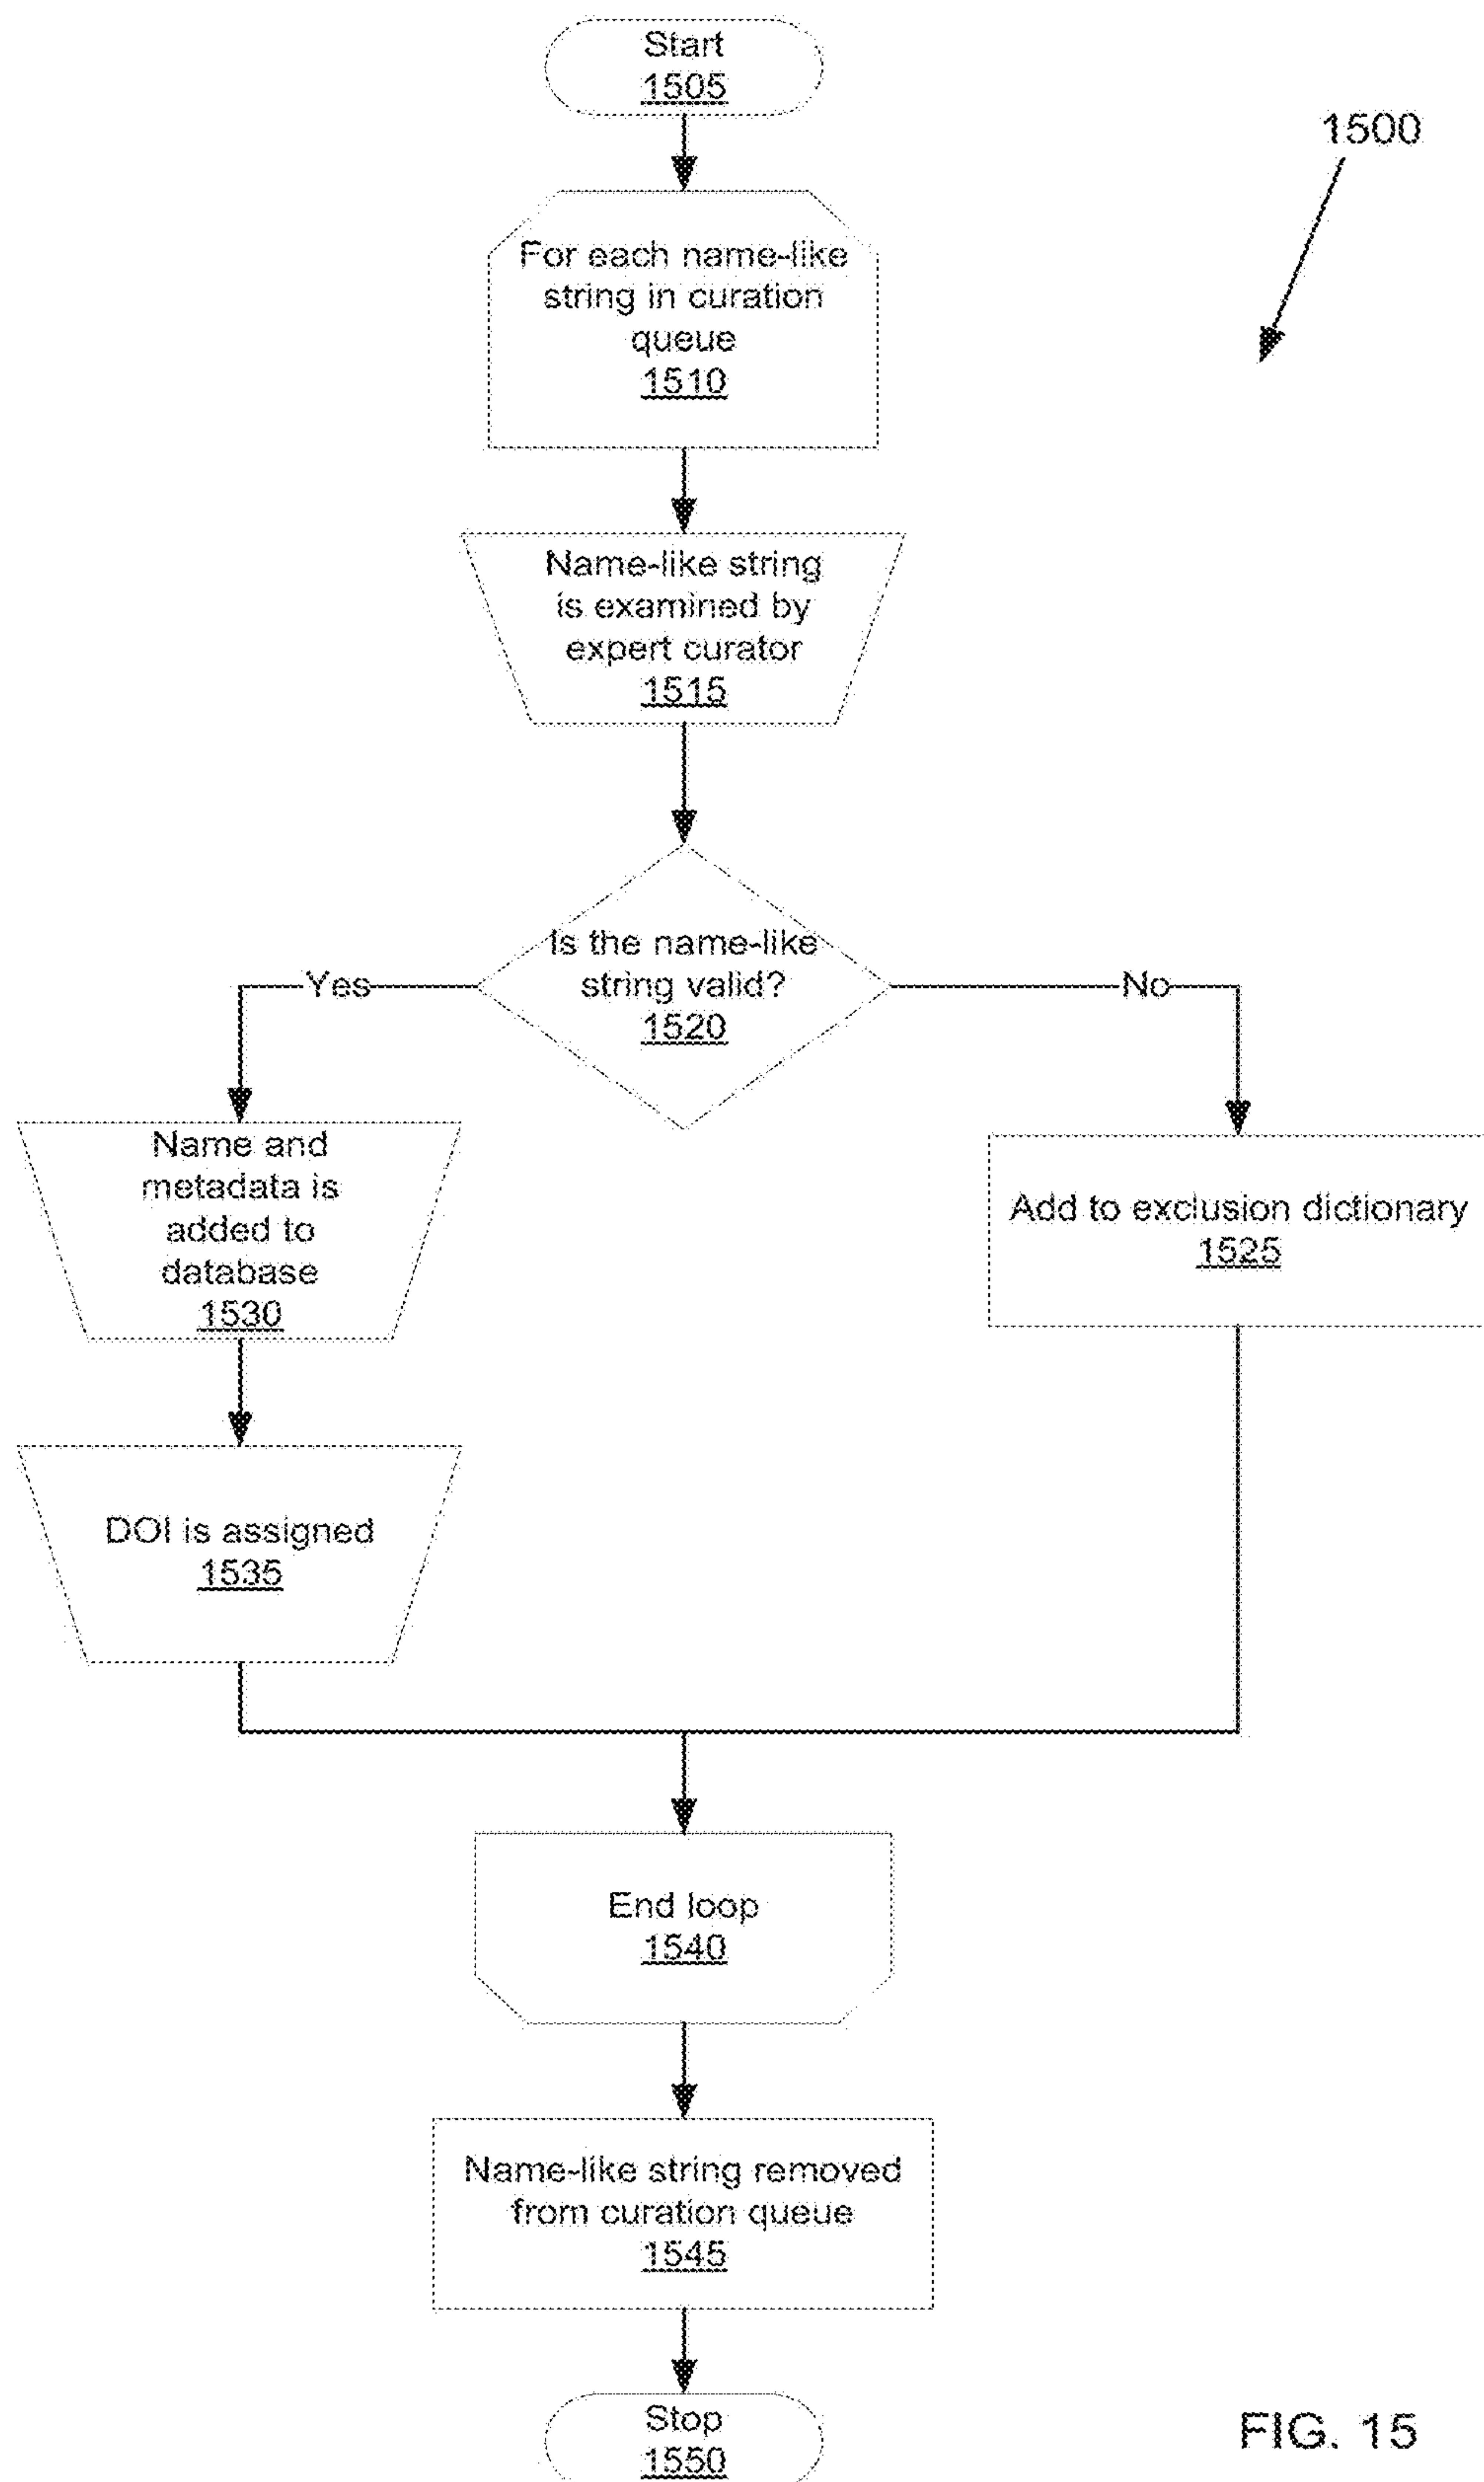 Start
1505
1500
For each name-like
string in curation
queue
1510
Name-like string
is examined by
expert curator
1515
Is the name-like
string valid?
1520
Yes
No
Name and
metadata is
added to
database
1530
Add to exclusion dictionary
1525
DOI is assigned
1535
End loop
1540
Name-like string removed
from curation queue
1545
Stop
1550
FIG. 15